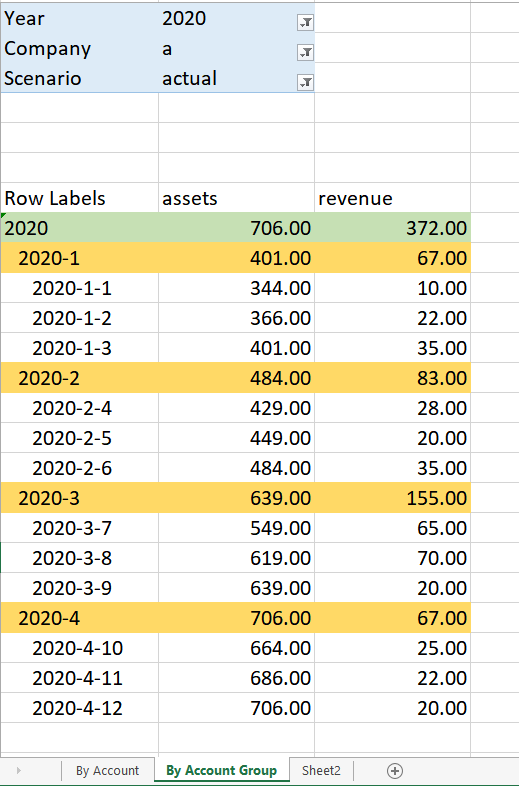 Year 2020
Company a
Scenario actual
Row Labels assets revenue
2020 706.00 372.00
2020-1 401.00 67.00
2020-1-1 344.00 10.00
2020-1-2 366.00 22.00
2020-1-3 401.00 35.00
2020-2 484.00 83.00
2020-2-4 429.00 28.00
2020-2-5 449.00 20.00
2020-2-6 484.00 35.00
2020-3 639.00 155.00
2020-3-7 549.00 65.00
2020-3-8 619.00 70.00
2020-3-9 639.00 20.00
2020-4 706.00 67.00
2020-4-10 664.00 25.00
2020-4-11 686.00 22.00
2020-4-12 706.00 20.00
By Account By Account Group Sheet2